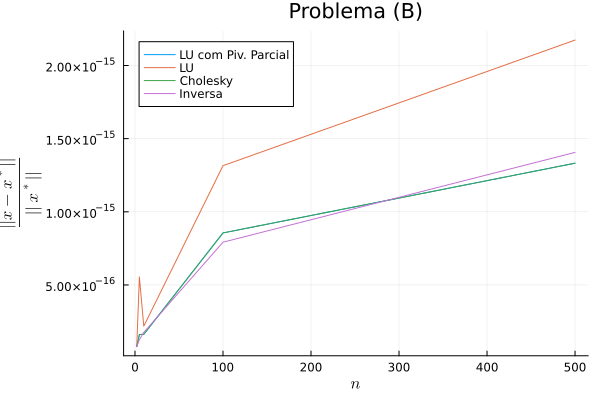 Problema (B)
LU com Piv. Parcial
LU
Cholesky
Inversa
2.00×10⁻¹⁵
1.50×10⁻¹⁵
1.00×10⁻¹⁵
5.00×10⁻¹⁶
||x − x*||
||x*||
0 100 200 300 400 500
n